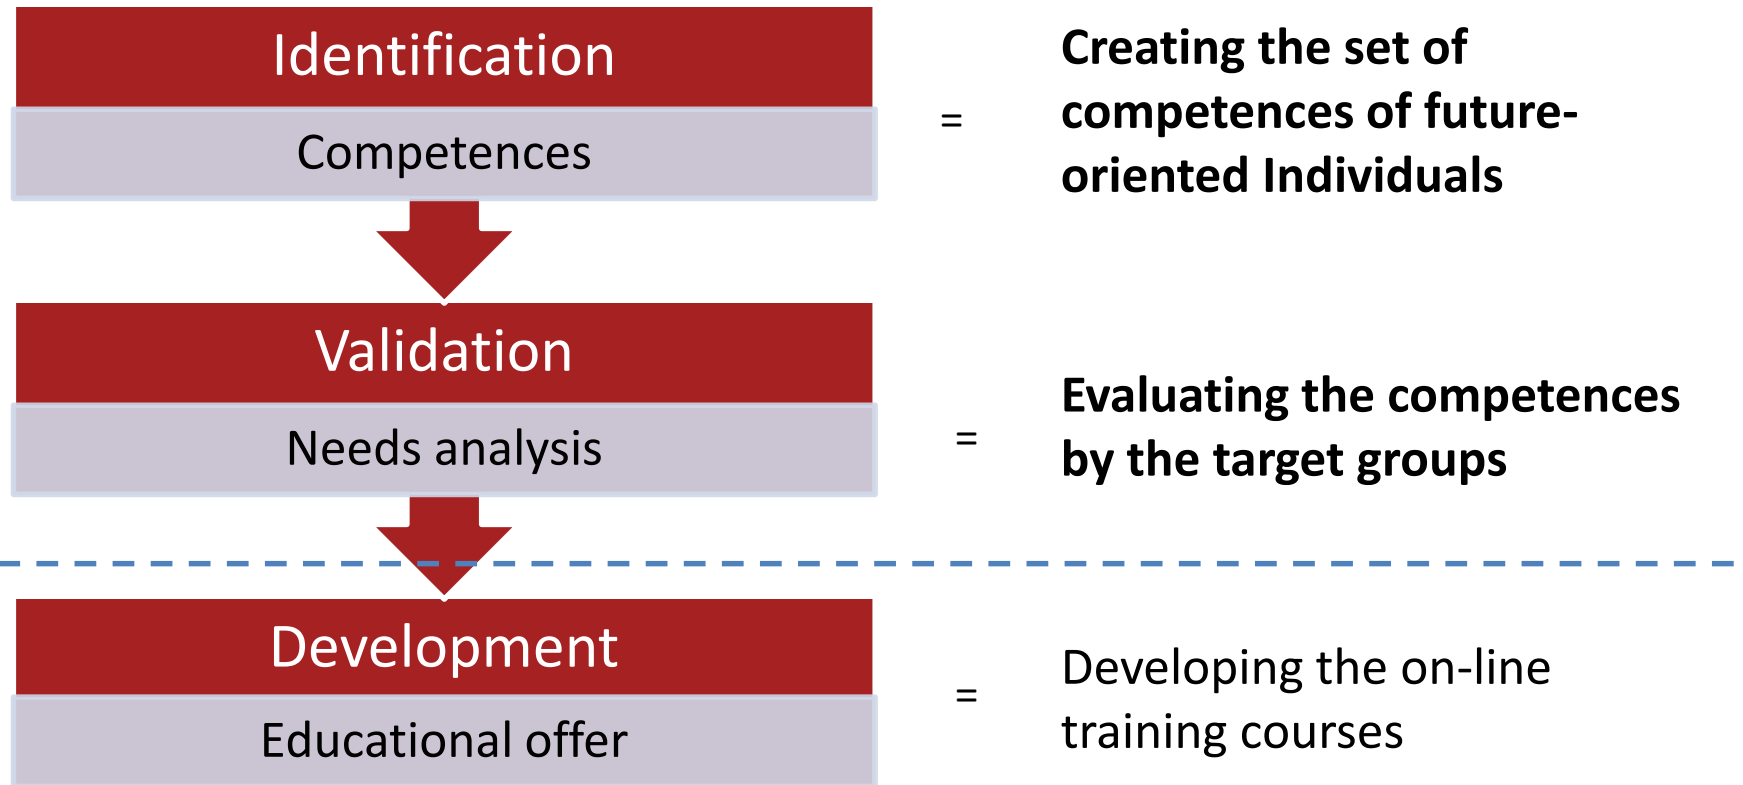 Identification
Competences
=
Creating the set of
competences of future-
oriented Individuals
Validation
Needs analysis
=
Evaluating the competences
by the target groups
Development
Educational offer
=
Developing the on-line
training courses